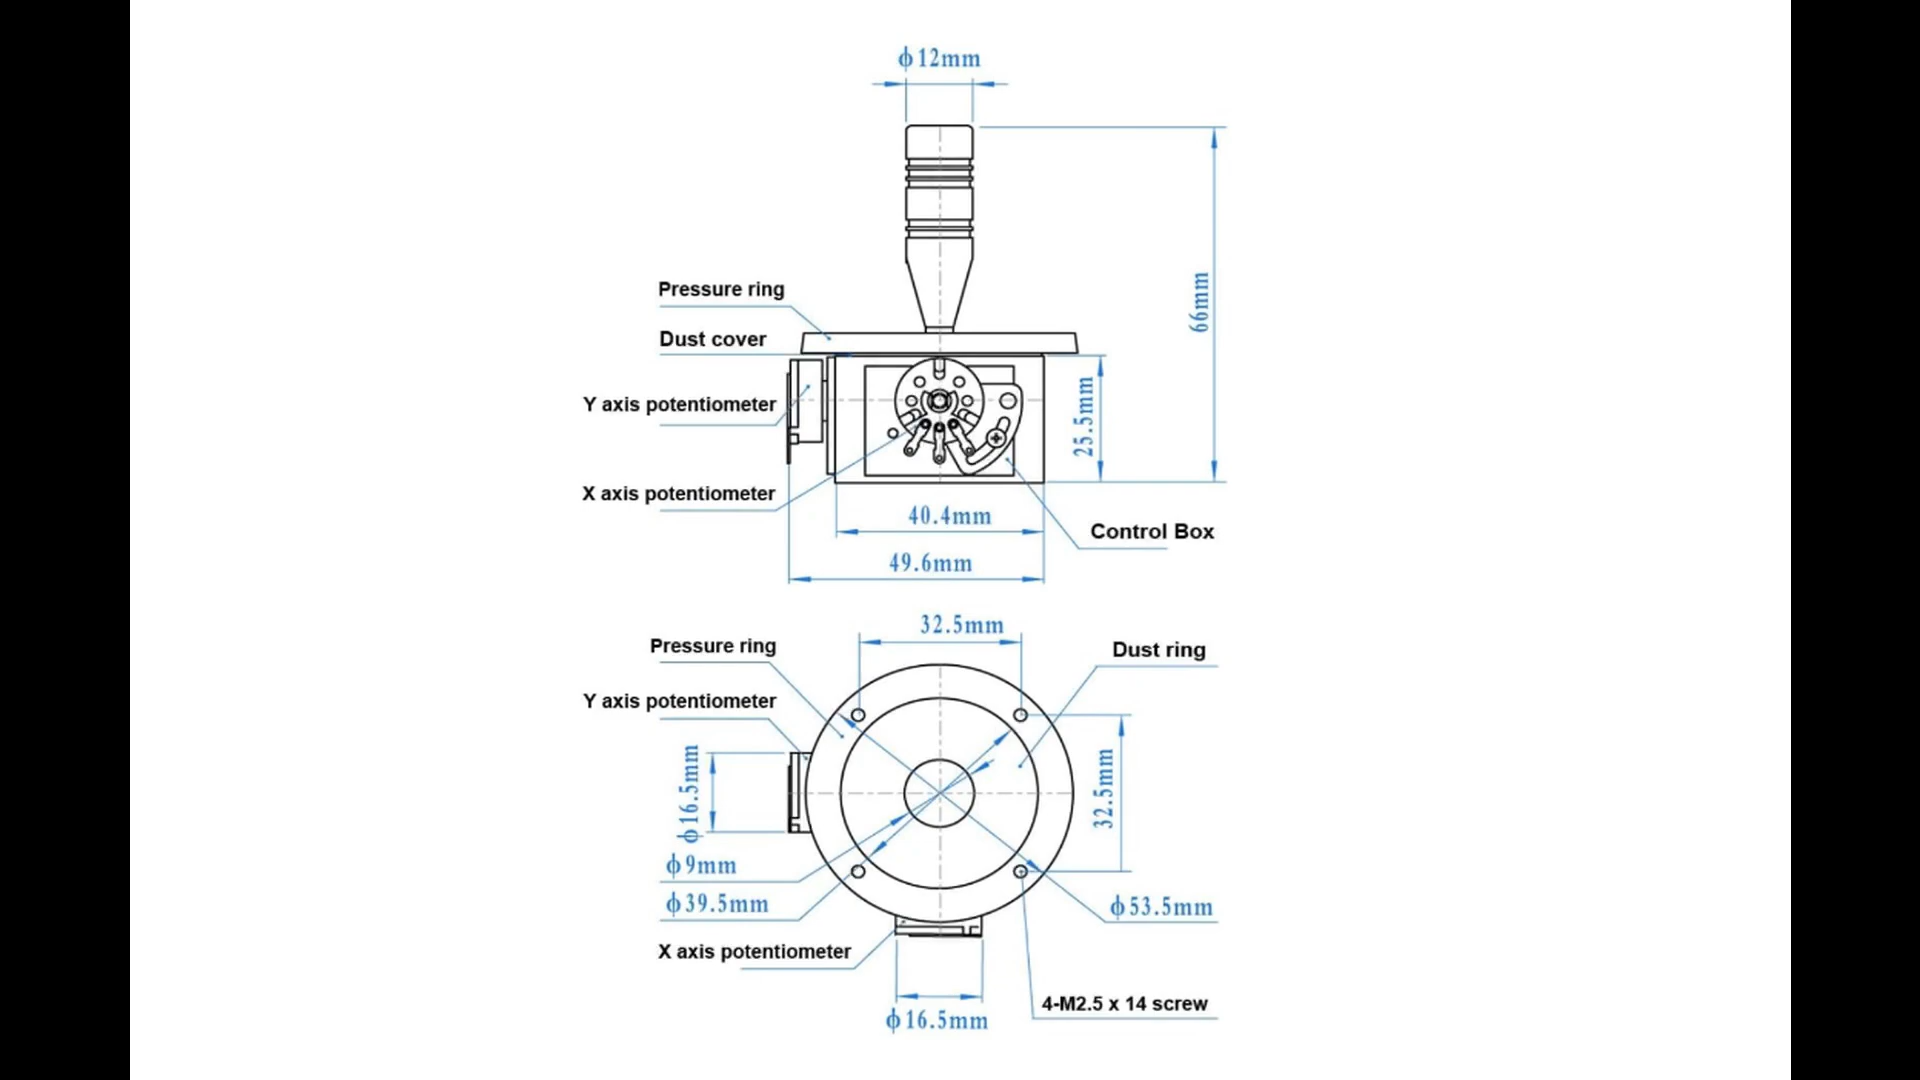 ϕ12mm
Pressure ring
66mm
Dust cover
Y axis potentiometer
25.5mm
X axis potentiometer
40.4mm
Control Box
49.6mm
32.5mm
Pressure ring
Dust ring
Y axis potentiometer
ϕ16.5mm
32.5mm
ϕ9mm
ϕ39.5mm
ϕ53.5mm
X axis potentiometer
4-M2.5 x 14 screw
ϕ16.5mm